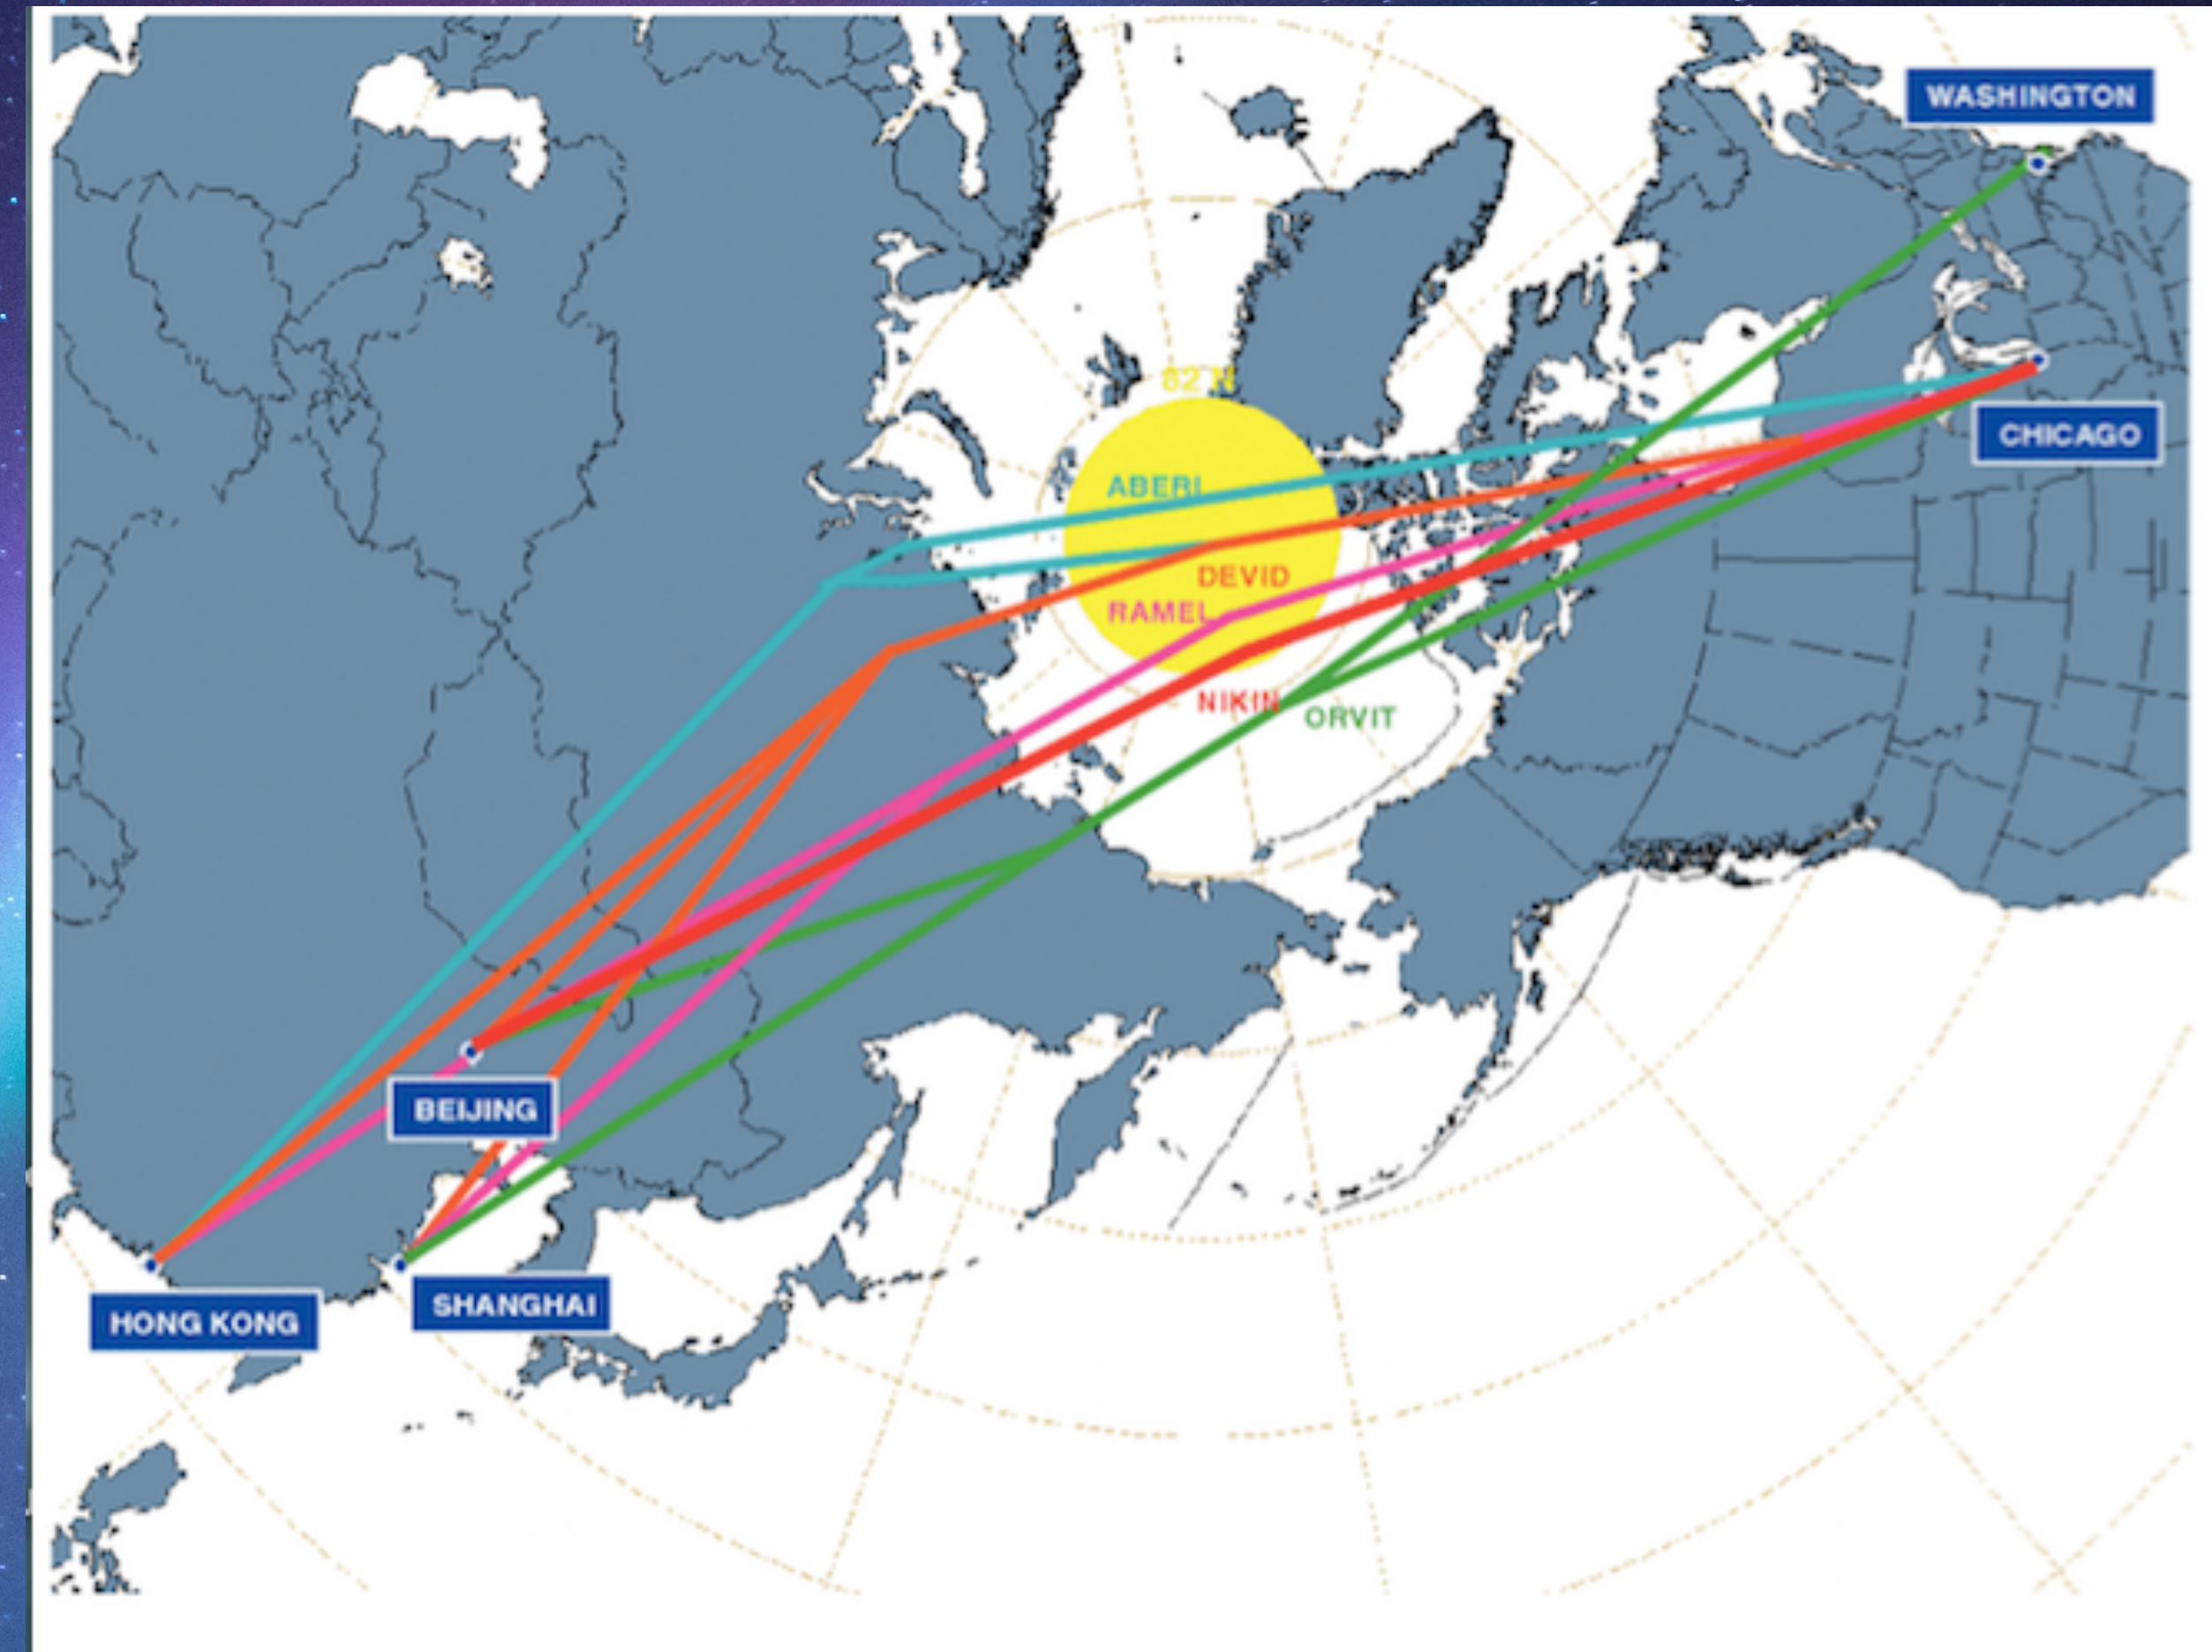 WASHINGTON
82 N
CHICAGO
ABERI
DEVID
RAMEL
NIKIN
ORVIT
BEIJING
SHANGHAI
HONG KONG